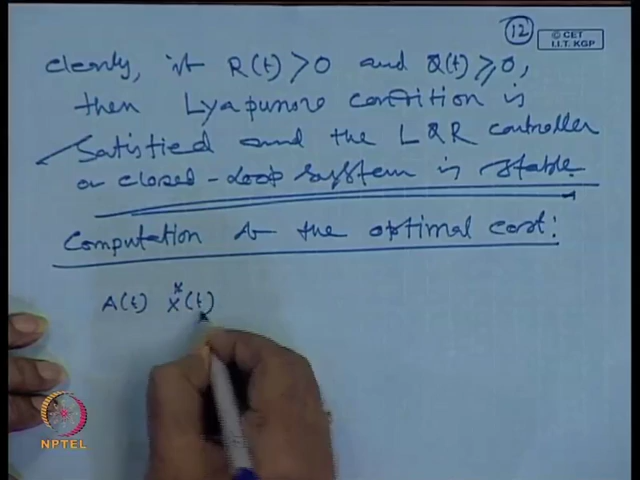 12
© CET
I.I.T. KGP
clearly, if R(t) > 0 and Q(t) ≥ 0,
then Lyapunov condition is
satisfied and the LQR controller
or closed-loop system is stable
Computation of the optimal cost:
A(t) x*(t)
NPTEL